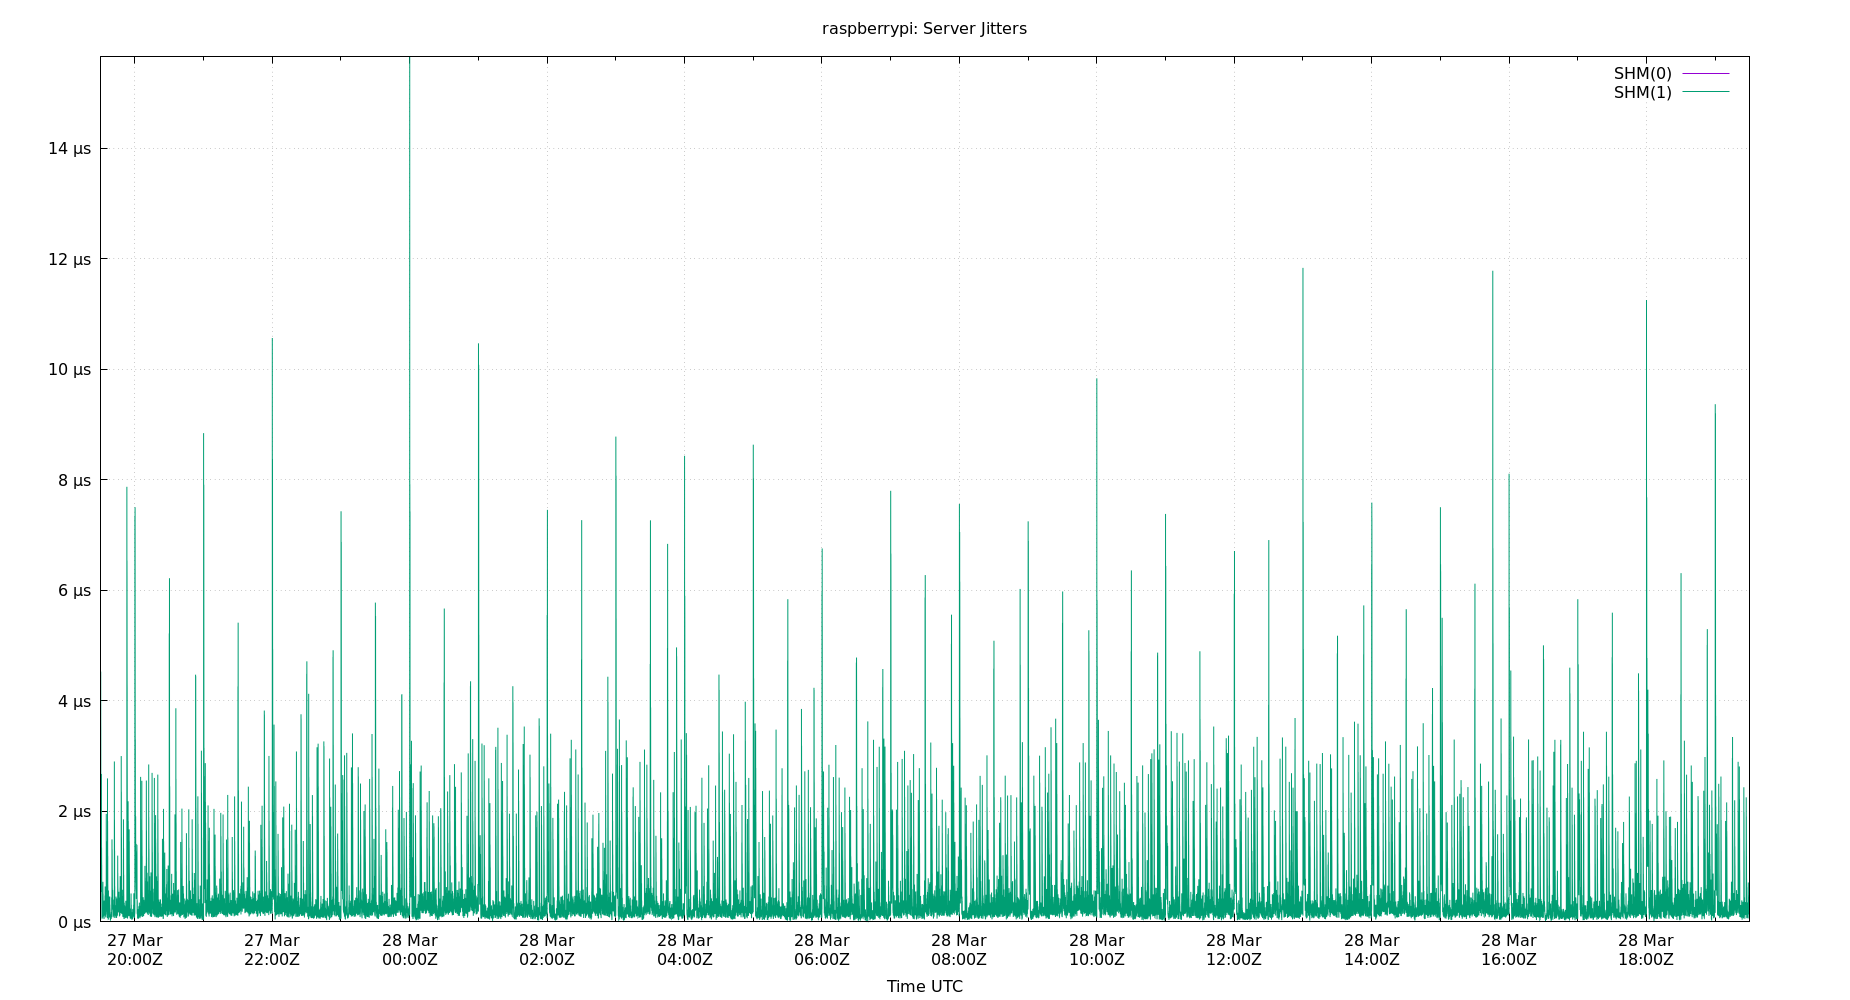 raspberrypi: Server Jitters
SHM(0)
SHM(1)
14 µs
12 µs
10 µs
8 µs
6 µs
4 µs
2 µs
0 µs
27 Mar 27 Mar 28 Mar 28 Mar 28 Mar 28 Mar 28 Mar 28 Mar 28 Mar 28 Mar 28 Mar 28 Mar
20:00Z 22:00Z 00:00Z 02:00Z 04:00Z 06:00Z 08:00Z 10:00Z 12:00Z 14:00Z 16:00Z 18:00Z
Time UTC